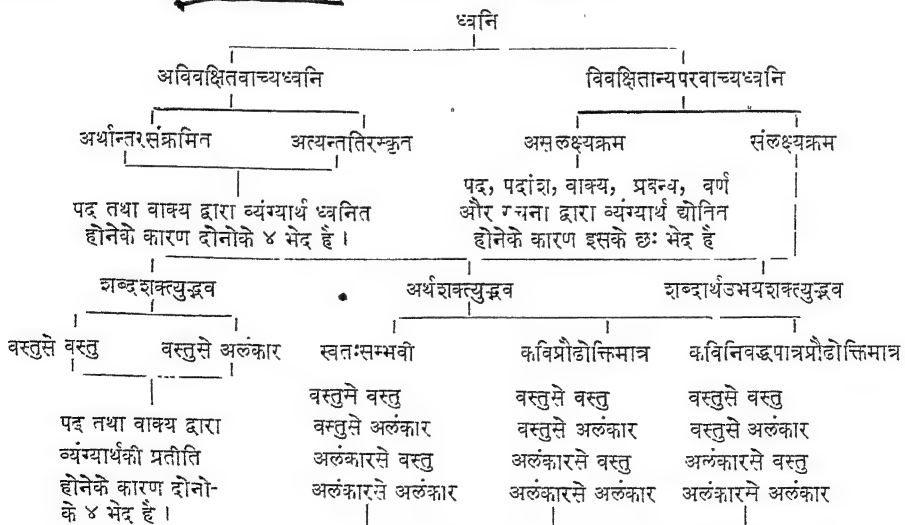 ध्वनि
अविवक्षितवाच्यध्वनि विवक्षितान्यपरवाच्यध्वनि
अर्थान्तरसंक्रमित अत्यन्ततिरस्कृत असलक्ष्यक्रम संलक्ष्यक्रम
पद तथा वाक्य द्वारा व्यंग्यार्थ ध्वनित
होनेके कारण दोनोके ४ भेद है ।
पद, पदांश, वाक्य, प्रबन्ध, वर्ण
और रचना द्वारा व्यंग्यार्थ द्योतित
होनेके कारण इसके छः भेद है
शब्दशक्त्युद्भव अर्थशक्त्युद्भव शब्दार्थउभयशक्त्युद्भव
वस्तुसे वस्तु वस्तुसे अलंकार स्वतःसम्भवी कविप्रौढोक्तिमात्र कविनिवद्धपात्रप्रौढोक्तिमात्र
पद तथा वाक्य द्वारा
व्यंग्यार्थकी प्रतीति
होनेके कारण दोनो-
के ४ भेद है ।
वस्तुमे वस्तु वस्तुसे वस्तु वस्तुसे वस्तु
वस्तुसे अलंकार वस्तुसे अलंकार वस्तुसे अलंकार
अलंकारसे वस्तु अलंकारसे वस्तु अलंकारसे वस्तु
अलंकारसे अलंकार अलंकारसे अलंकार अलंकारमे अलंकार